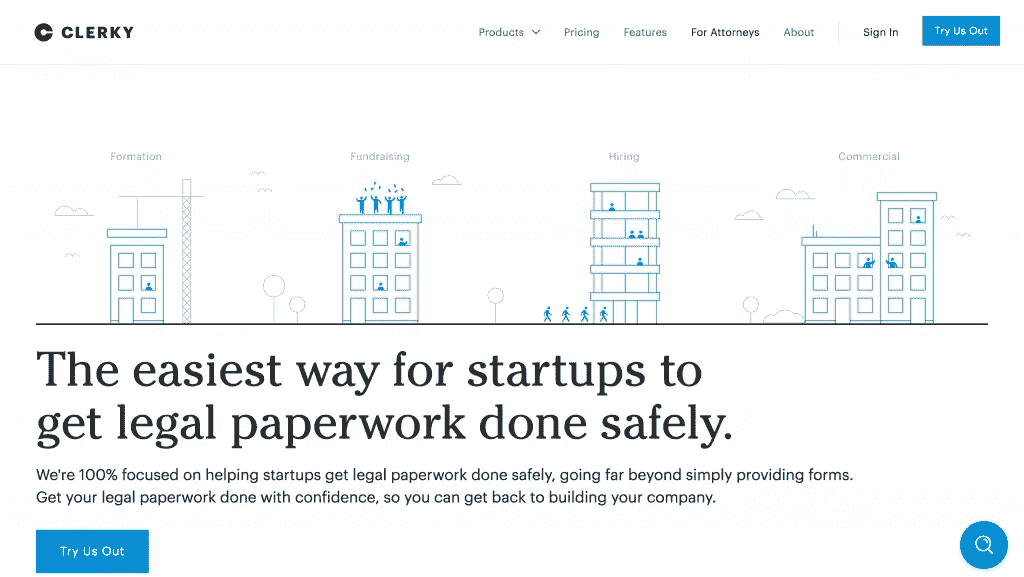 CLERKY
Products Pricing Features For Attorneys About Sign In Try Us Out
Formation Fundraising Hiring Commercial
The easiest way for startups to
get legal paperwork done safely.
We're 100% focused on helping startups get legal paperwork done safely, going far beyond simply providing forms.
Get your legal paperwork done with confidence, so you can get back to building your company.
Try Us Out